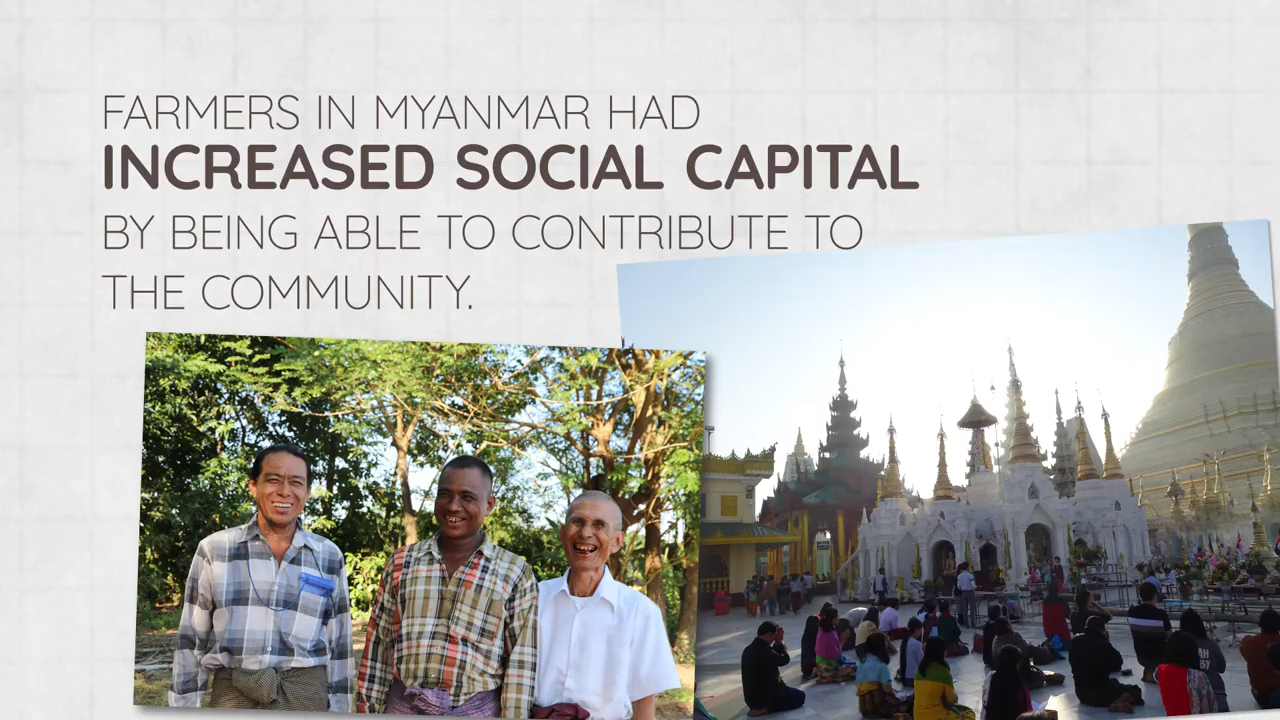 FARMERS IN MYANMAR HAD
INCREASED SOCIAL CAPITAL
BY BEING ABLE TO CONTRIBUTE TO
THE COMMUNITY.